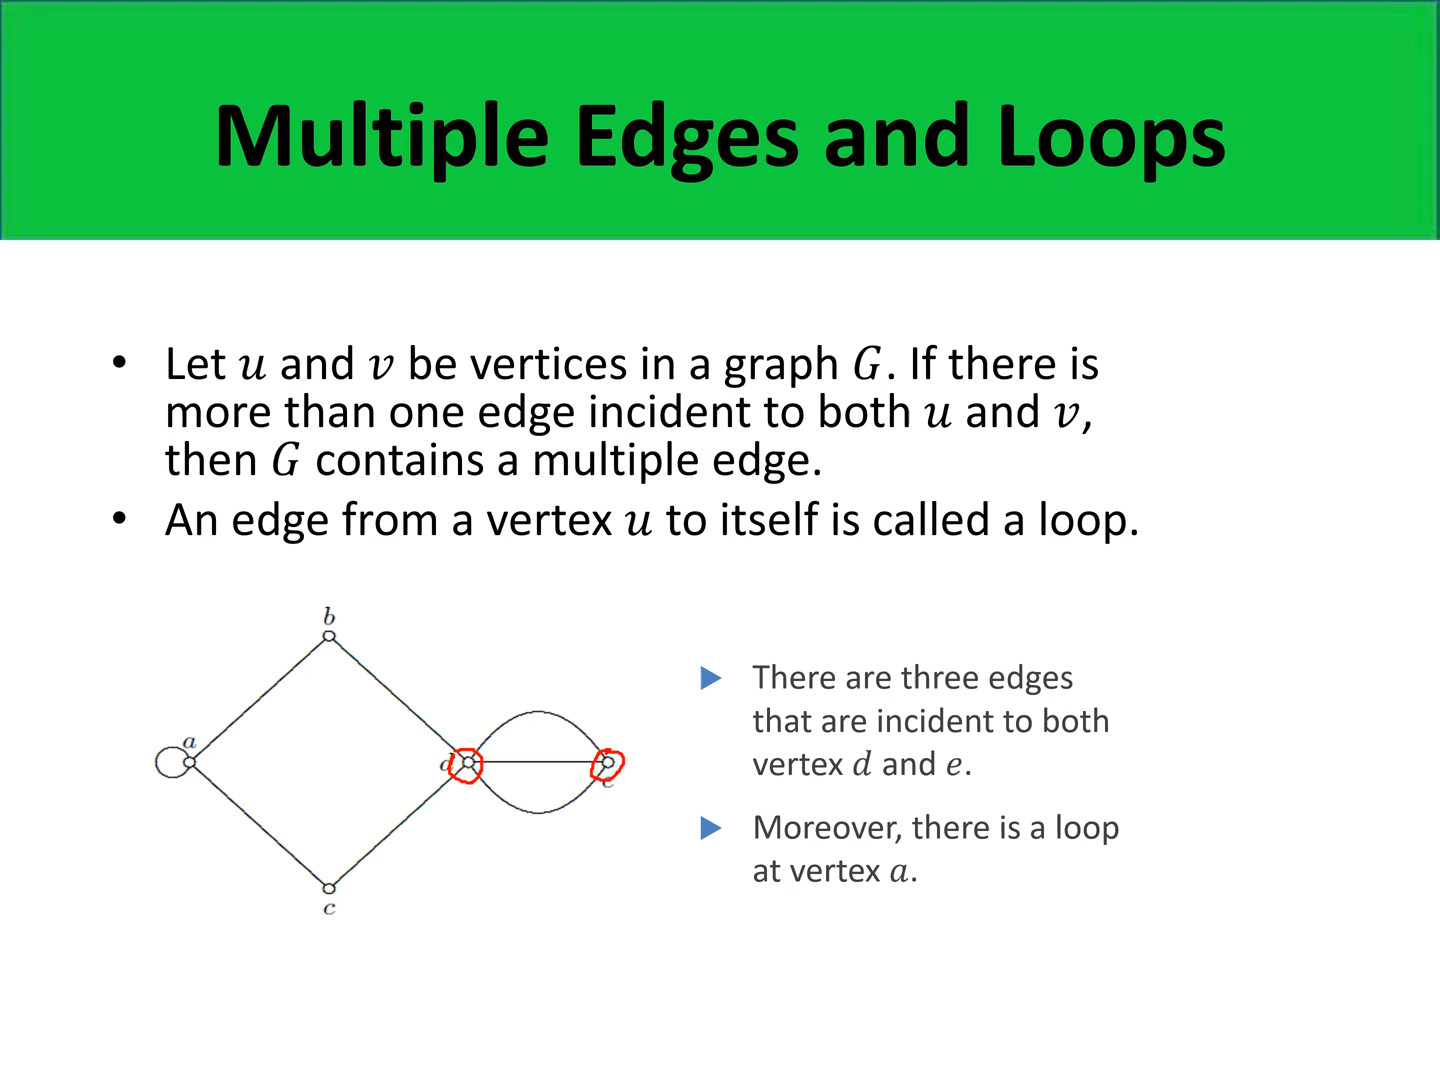 Multiple Edges and Loops
• Let u and v be vertices in a graph G. If there is
more than one edge incident to both u and v,
then G contains a multiple edge.
• An edge from a vertex u to itself is called a loop.
b
a
d
e
c
There are three edges
that are incident to both
vertex d and e.
Moreover, there is a loop
at vertex a.